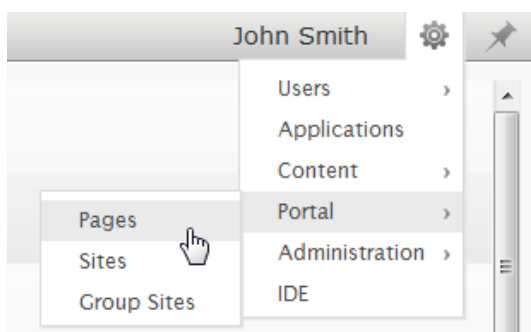 John Smith
Users
Applications
Content
Portal
Administration
IDE
Pages
Sites
Group Sites